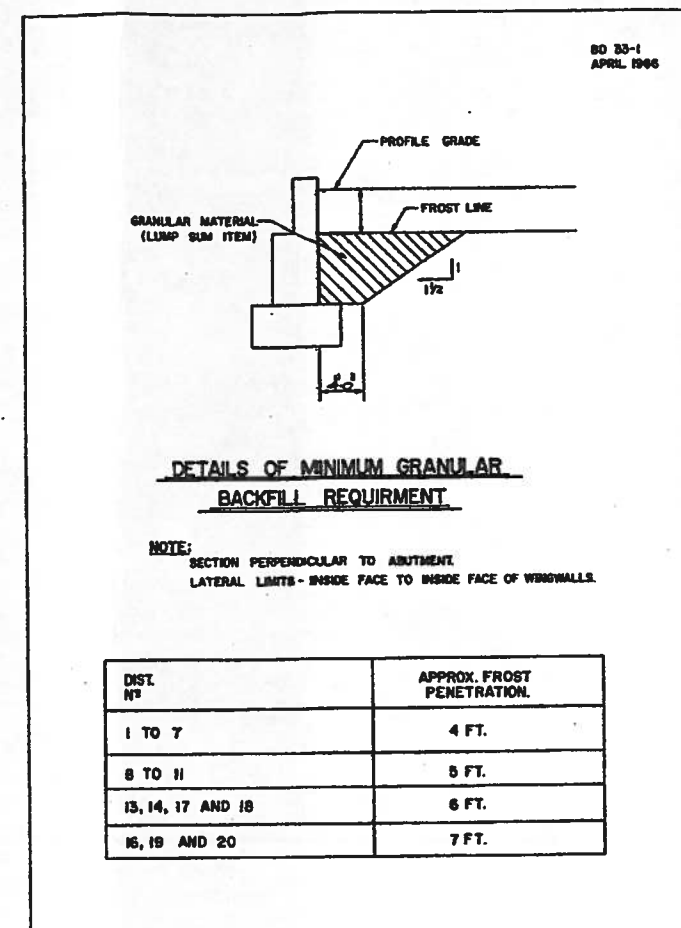 BD 33-1
APRIL 1966
PROFILE GRADE
FROST LINE
GRANULAR MATERIAL
(LUMP SUM ITEM)
1
1½
4'0"
DETAILS OF MINIMUM GRANULAR
BACKFILL REQUIRMENT
NOTE:
SECTION PERPENDICULAR TO ABUTMENT.
LATERAL LIMITS - INSIDE FACE TO INSIDE FACE OF WINGWALLS.
DIST. APPROX. FROST
Nº PENETRATION.
1 TO 7 4 FT.
8 TO 11 5 FT.
13, 14, 17 AND 18 6 FT.
16, 19 AND 20 7 FT.